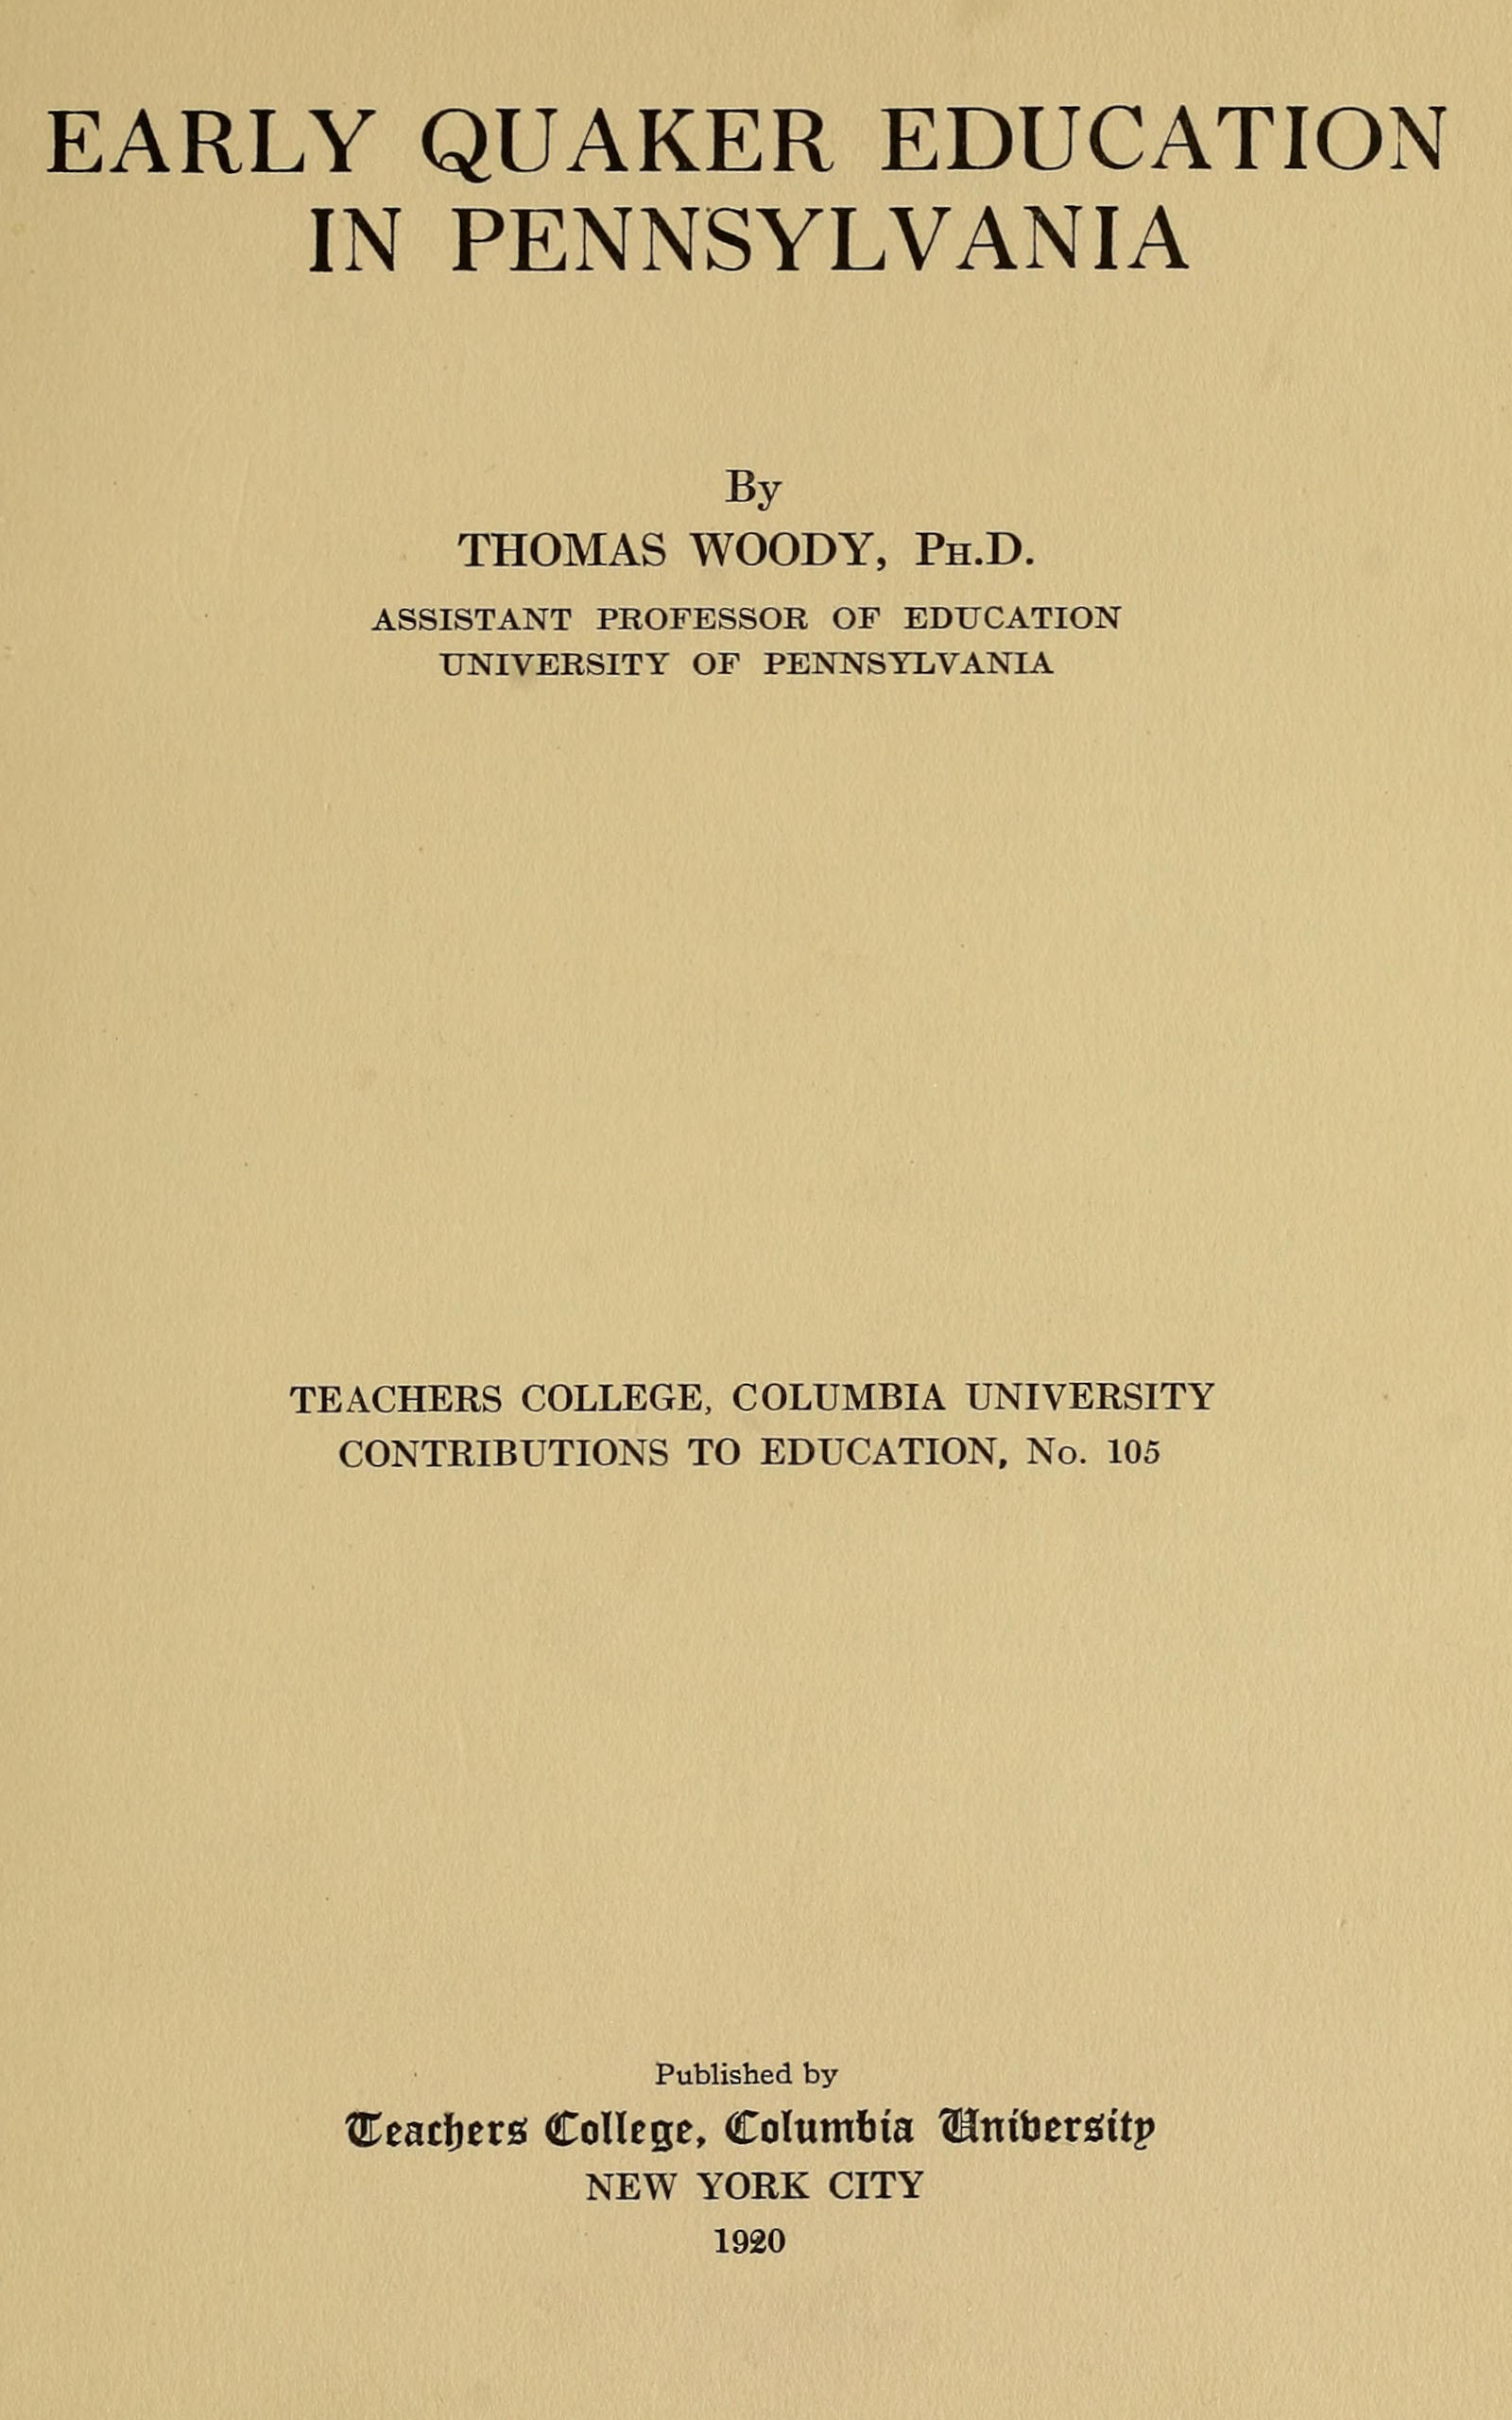 EARLY QUAKER EDUCATION
IN PENNSYLVANIA
By
THOMAS WOODY, PH.D.
ASSISTANT PROFESSOR OF EDUCATION
UNIVERSITY OF PENNSYLVANIA
TEACHERS COLLEGE, COLUMBIA UNIVERSITY
CONTRIBUTIONS TO EDUCATION, No. 105
Published by
Teachers College, Columbia University
NEW YORK CITY
1920